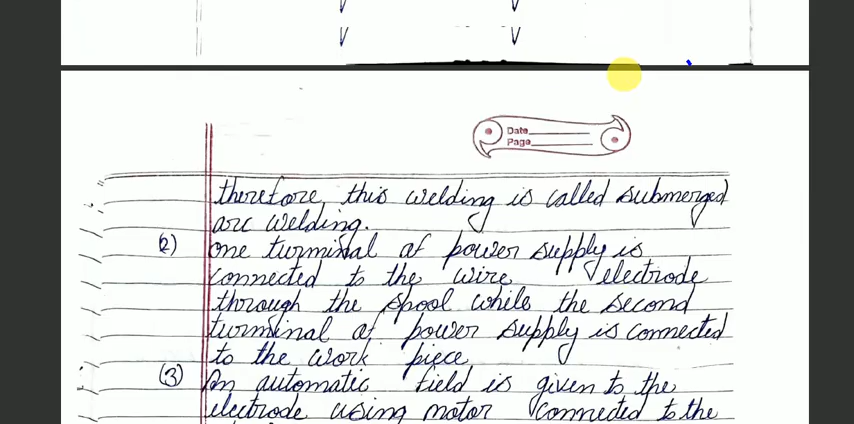 Date
Page
therefore, this welding is called submerged
arc welding.
(2) one turminal of power supply is
connected to the wire electrode
through the spool while the second
turminal of power supply is connected
to the work piece
(3) An automatic field is given to the
electrode using motor connected to the